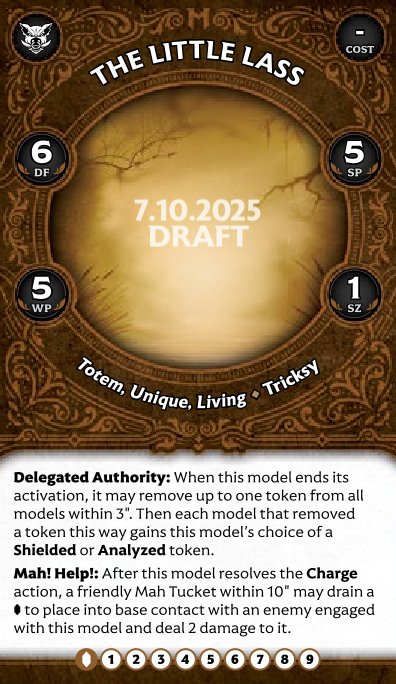 M
-
COST
THE LITTLE LASS
6
DF
5
SP
7.10.2025
DRAFT
5
WP
1
SZ
Totem, Unique, Living ♦ Tricksy
Delegated Authority: When this model ends its
activation, it may remove up to one token from all
models within 3". Then each model that removed
a token this way gains this model's choice of a
Shielded or Analyzed token.
Mah! Help!: After this model resolves the Charge
action, a friendly Mah Tucket within 10" may drain a
⬧ to place into base contact with an enemy engaged
with this model and deal 2 damage to it.
1 2 3 4 5 6 7 8 9